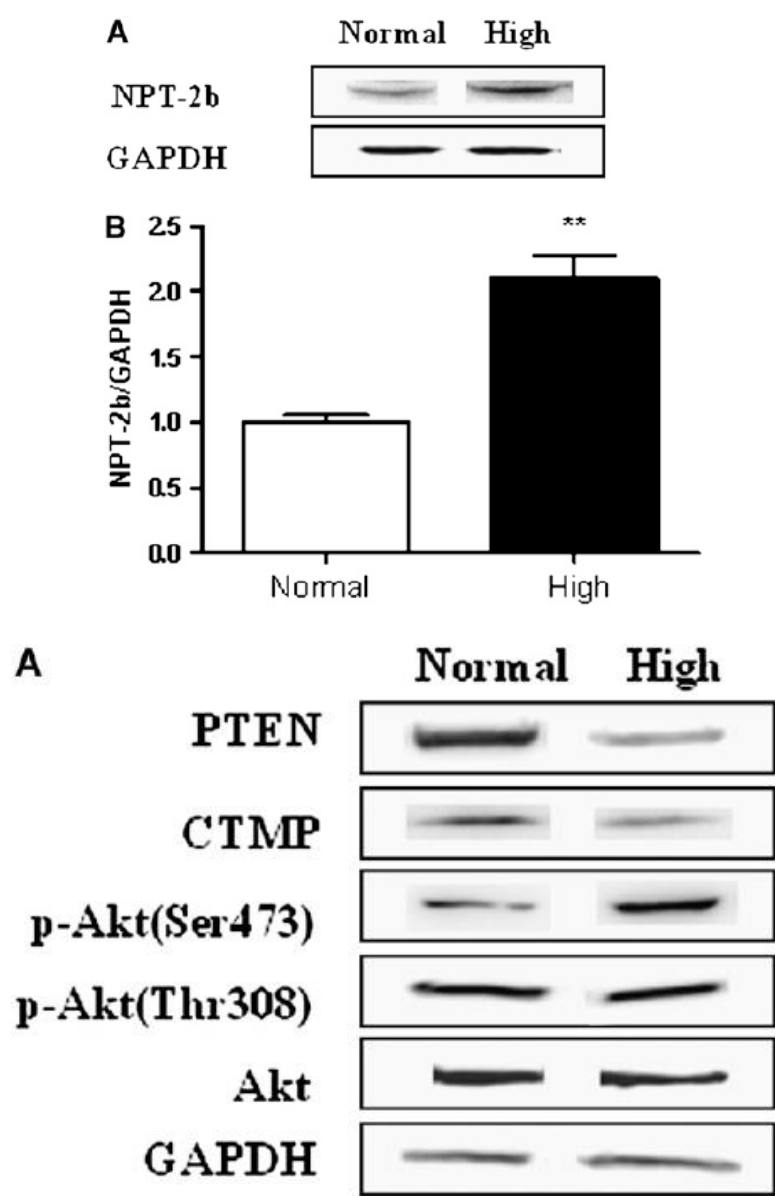 A
Normal High
NPT-2b
GAPDH
B
2.5
**
2.0
1.5
1.0
0.5
0.0
NPT-2b/GAPDH
Normal High
A
Normal High
PTEN
CTMP
p-Akt(Ser473)
p-Akt(Thr308)
Akt
GAPDH